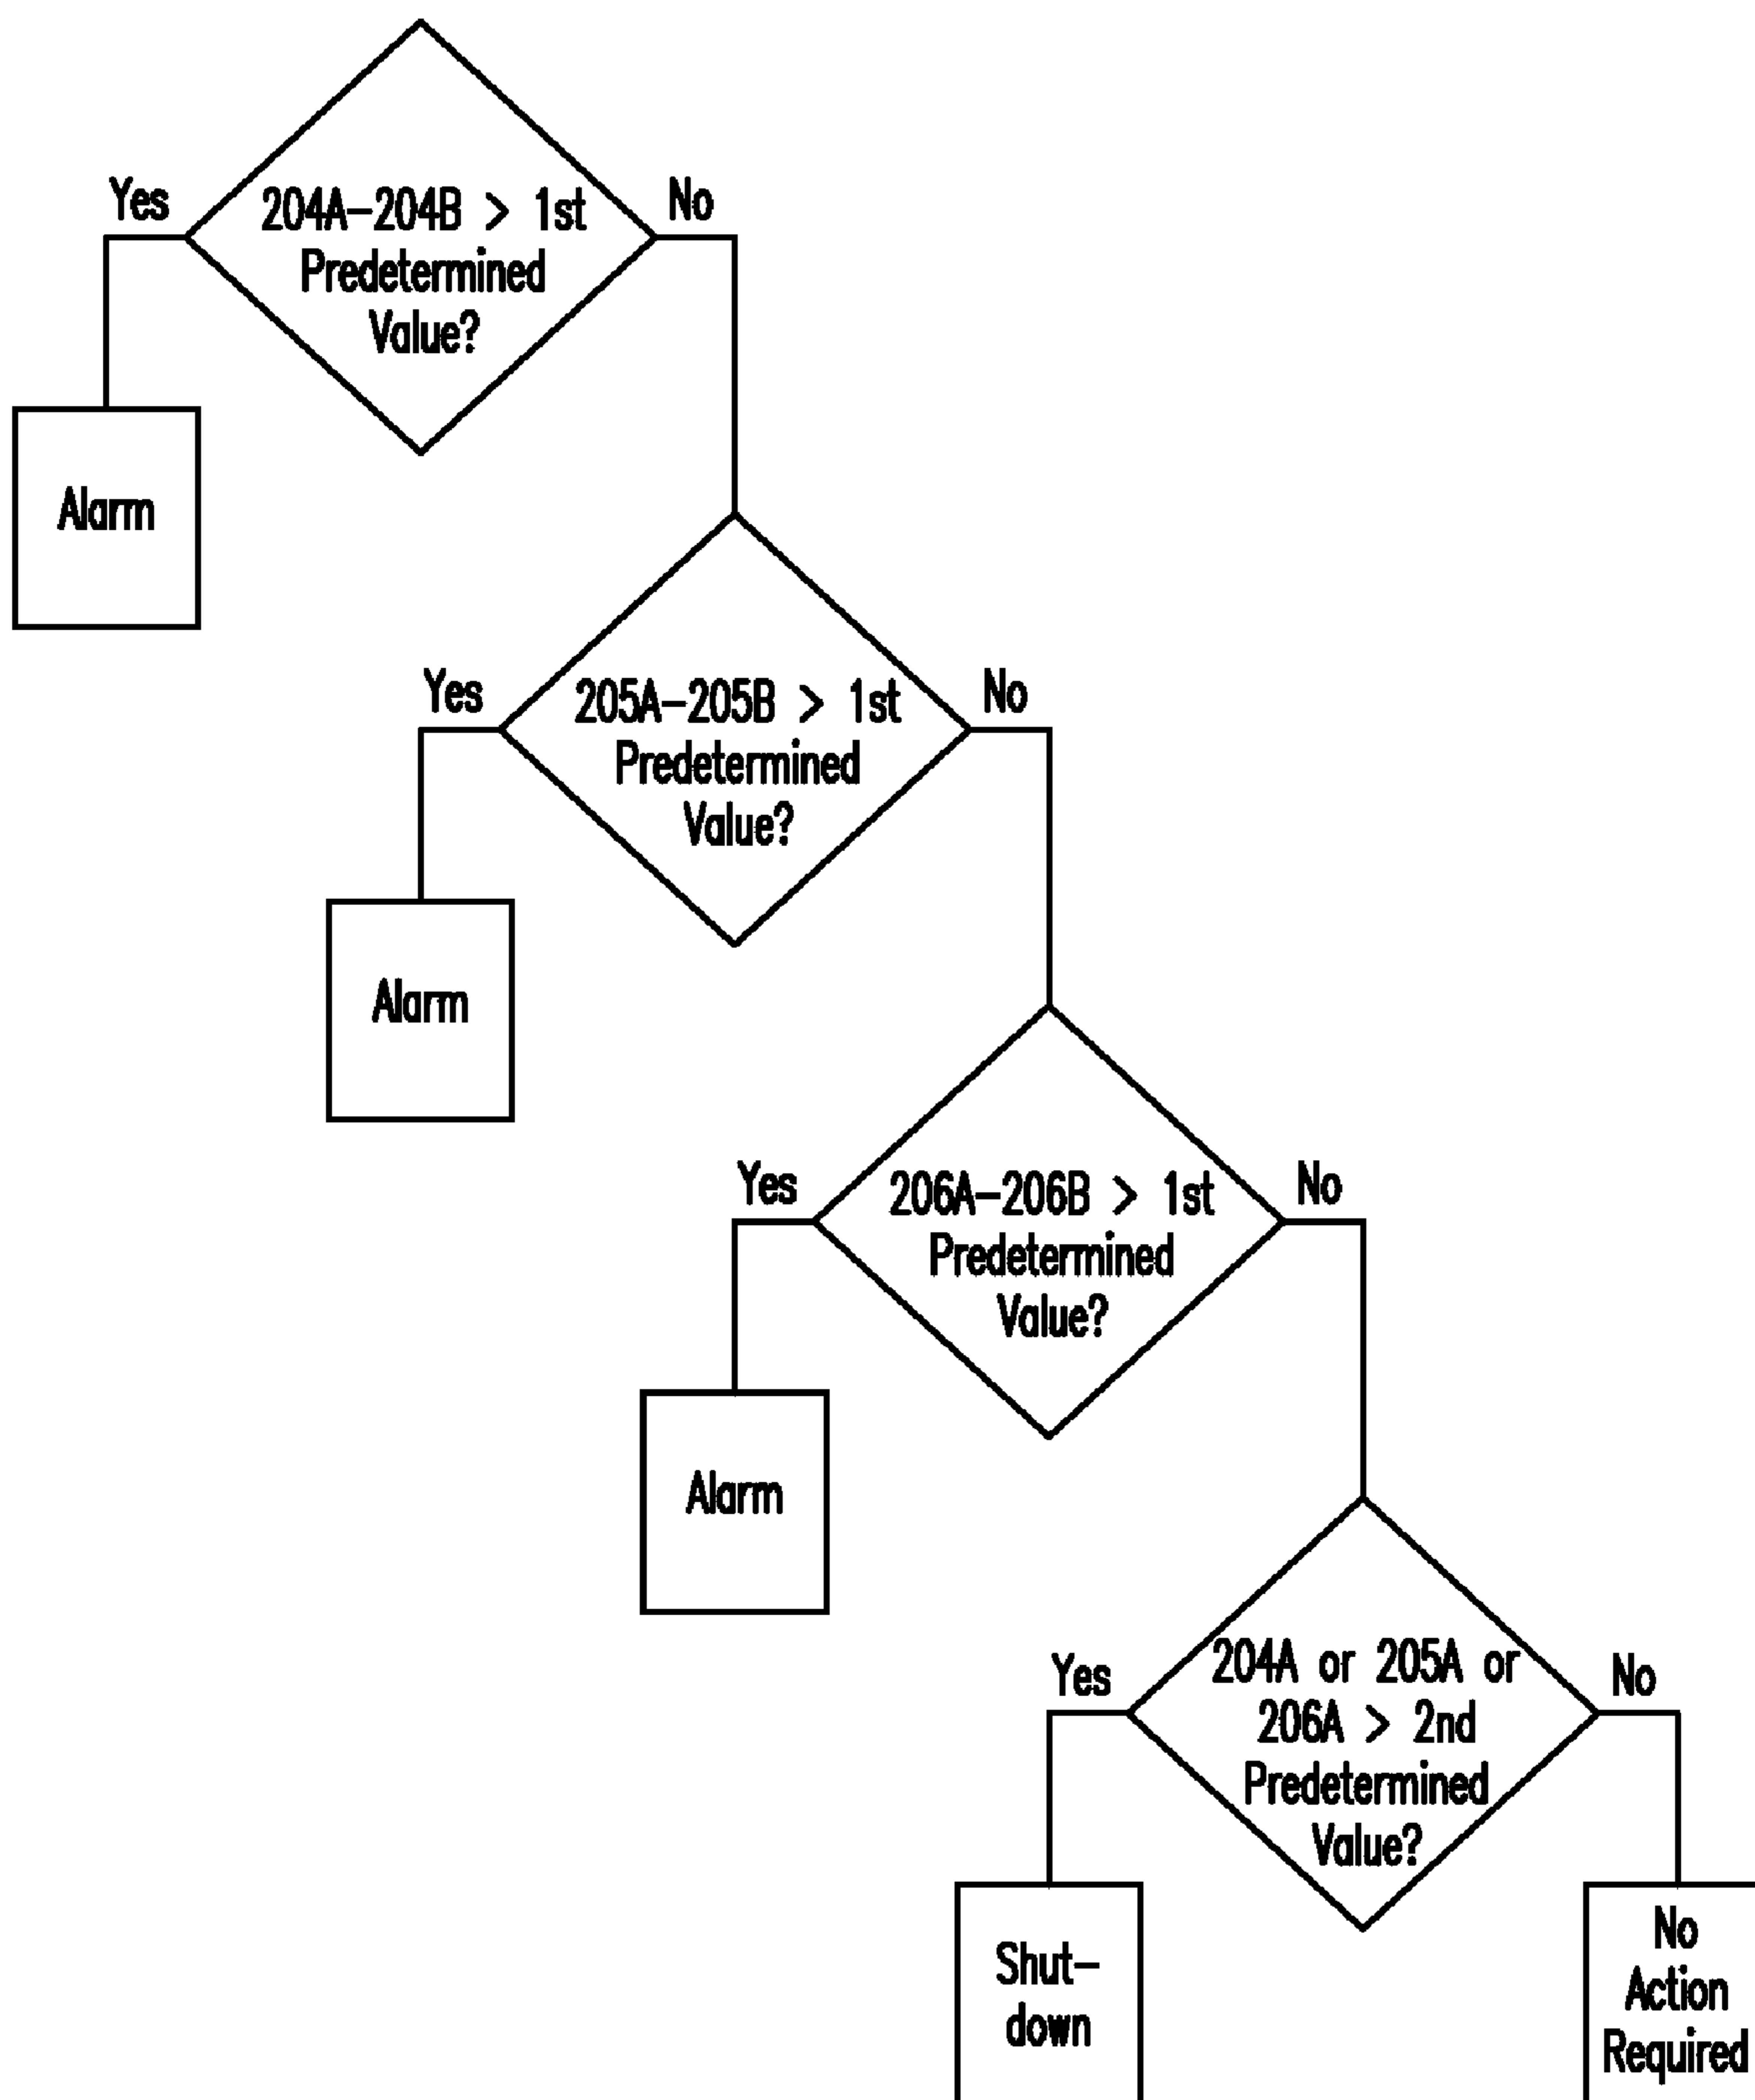 Yes
204A-204B > 1st
No
Predetermined
Value?
Alarm
Yes
205A-205B > 1st
No
Predetermined
Value?
Alarm
Yes
206A-206B > 1st
No
Predetermined
Value?
Alarm
Yes
204A or 205A or
No
206A > 2nd
Predetermined
Value?
Shut-
down
No
Action
Required